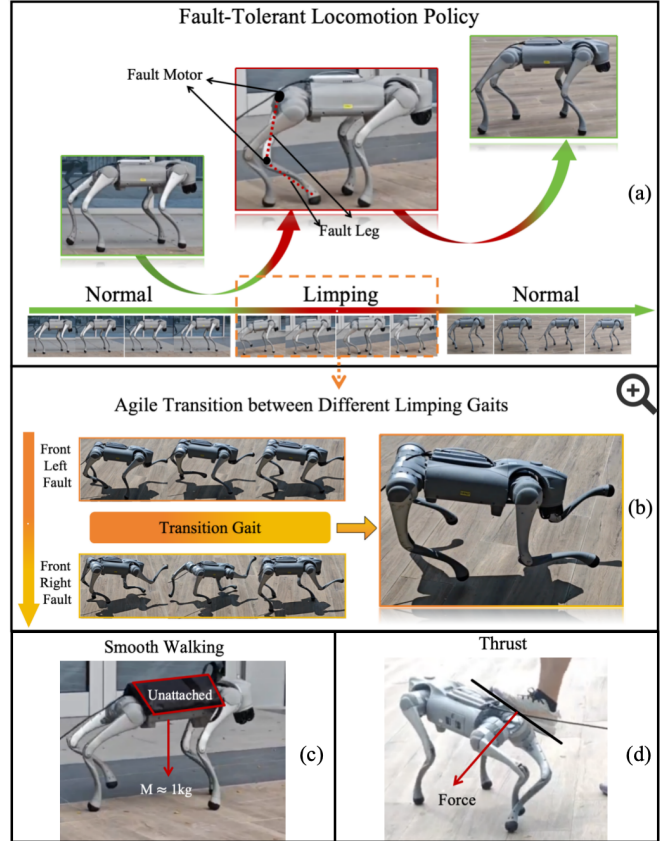 Fault-Tolerant Locomotion Policy
Fault Motor
Fault Leg
(a)
Normal
Limping
Normal
Agile Transition between Different Limping Gaits
Front
Left
Fault
Transition Gait
Front
Right
Fault
(b)
Smooth Walking
Unattached
M ≈ 1kg
(c)
Thrust
Force
(d)